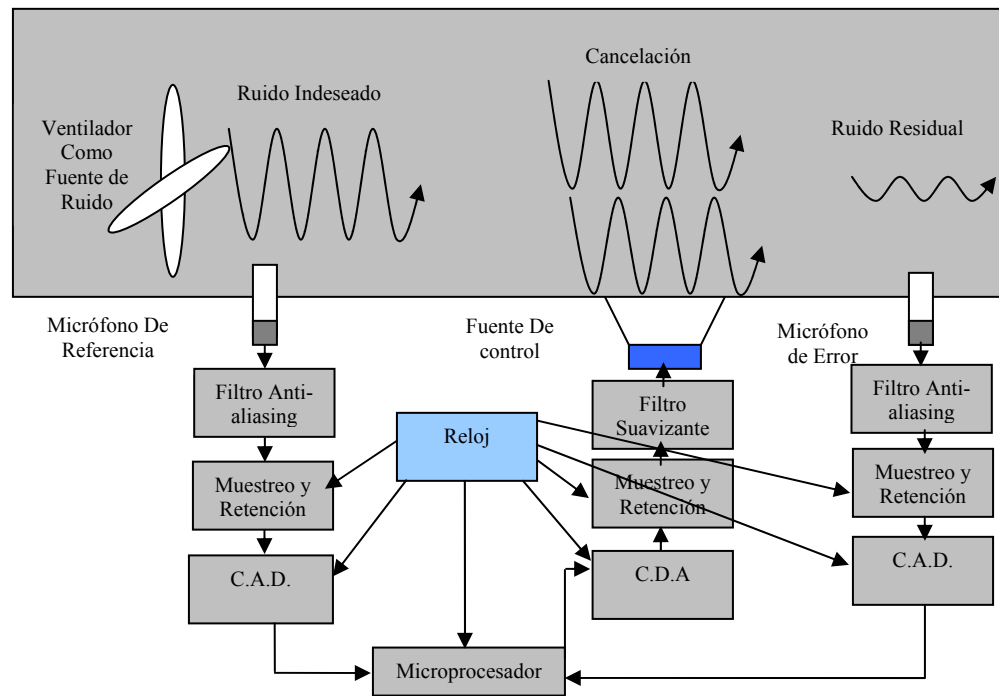 Cancelación
Ruido Indeseado
Ventilador
Como
Fuente de
Ruido
Ruido Residual
Micrófono De
Referencia
Fuente De
control
Micrófono
de Error
Filtro Anti-
aliasing
Filtro
Suavizante
Filtro Anti-
aliasing
Reloj
Muestreo y
Retención
Muestreo y
Retención
Muestreo y
Retención
C.A.D.
C.D.A
C.A.D.
Microprocesador